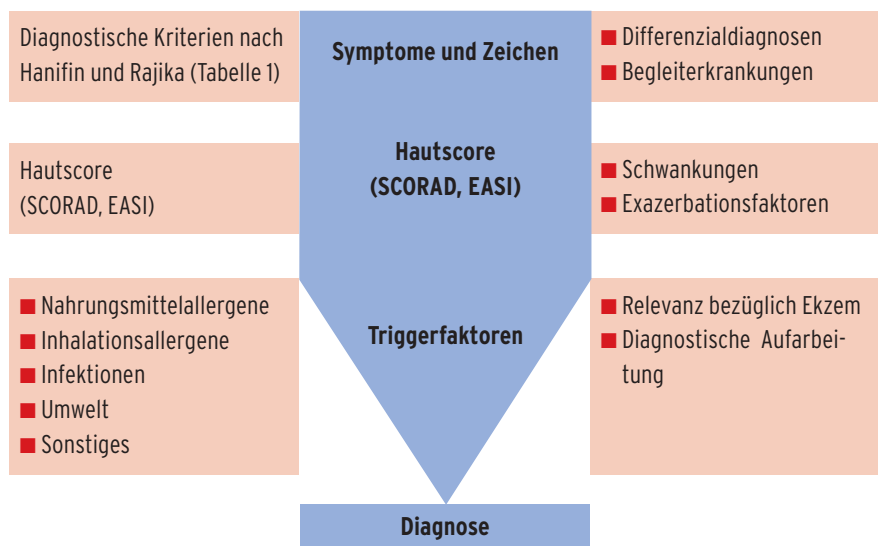 Diagnostische Kriterien nach
Hanifin und Rajika (Tabelle 1)
Symptome und Zeichen
■ Differenzialdiagnosen
■ Begleiterkrankungen
Hautscore
(SCORAD, EASI)
Hautscore
(SCORAD, EASI)
■ Schwankungen
■ Exazerbationsfaktoren
■ Nahrungsmittelallergene
■ Inhalationsallergene
■ Infektionen
■ Umwelt
■ Sonstiges
Triggerfaktoren
■ Relevanz bezüglich Ekzem
■ Diagnostische Aufarbei-
tung
Diagnose